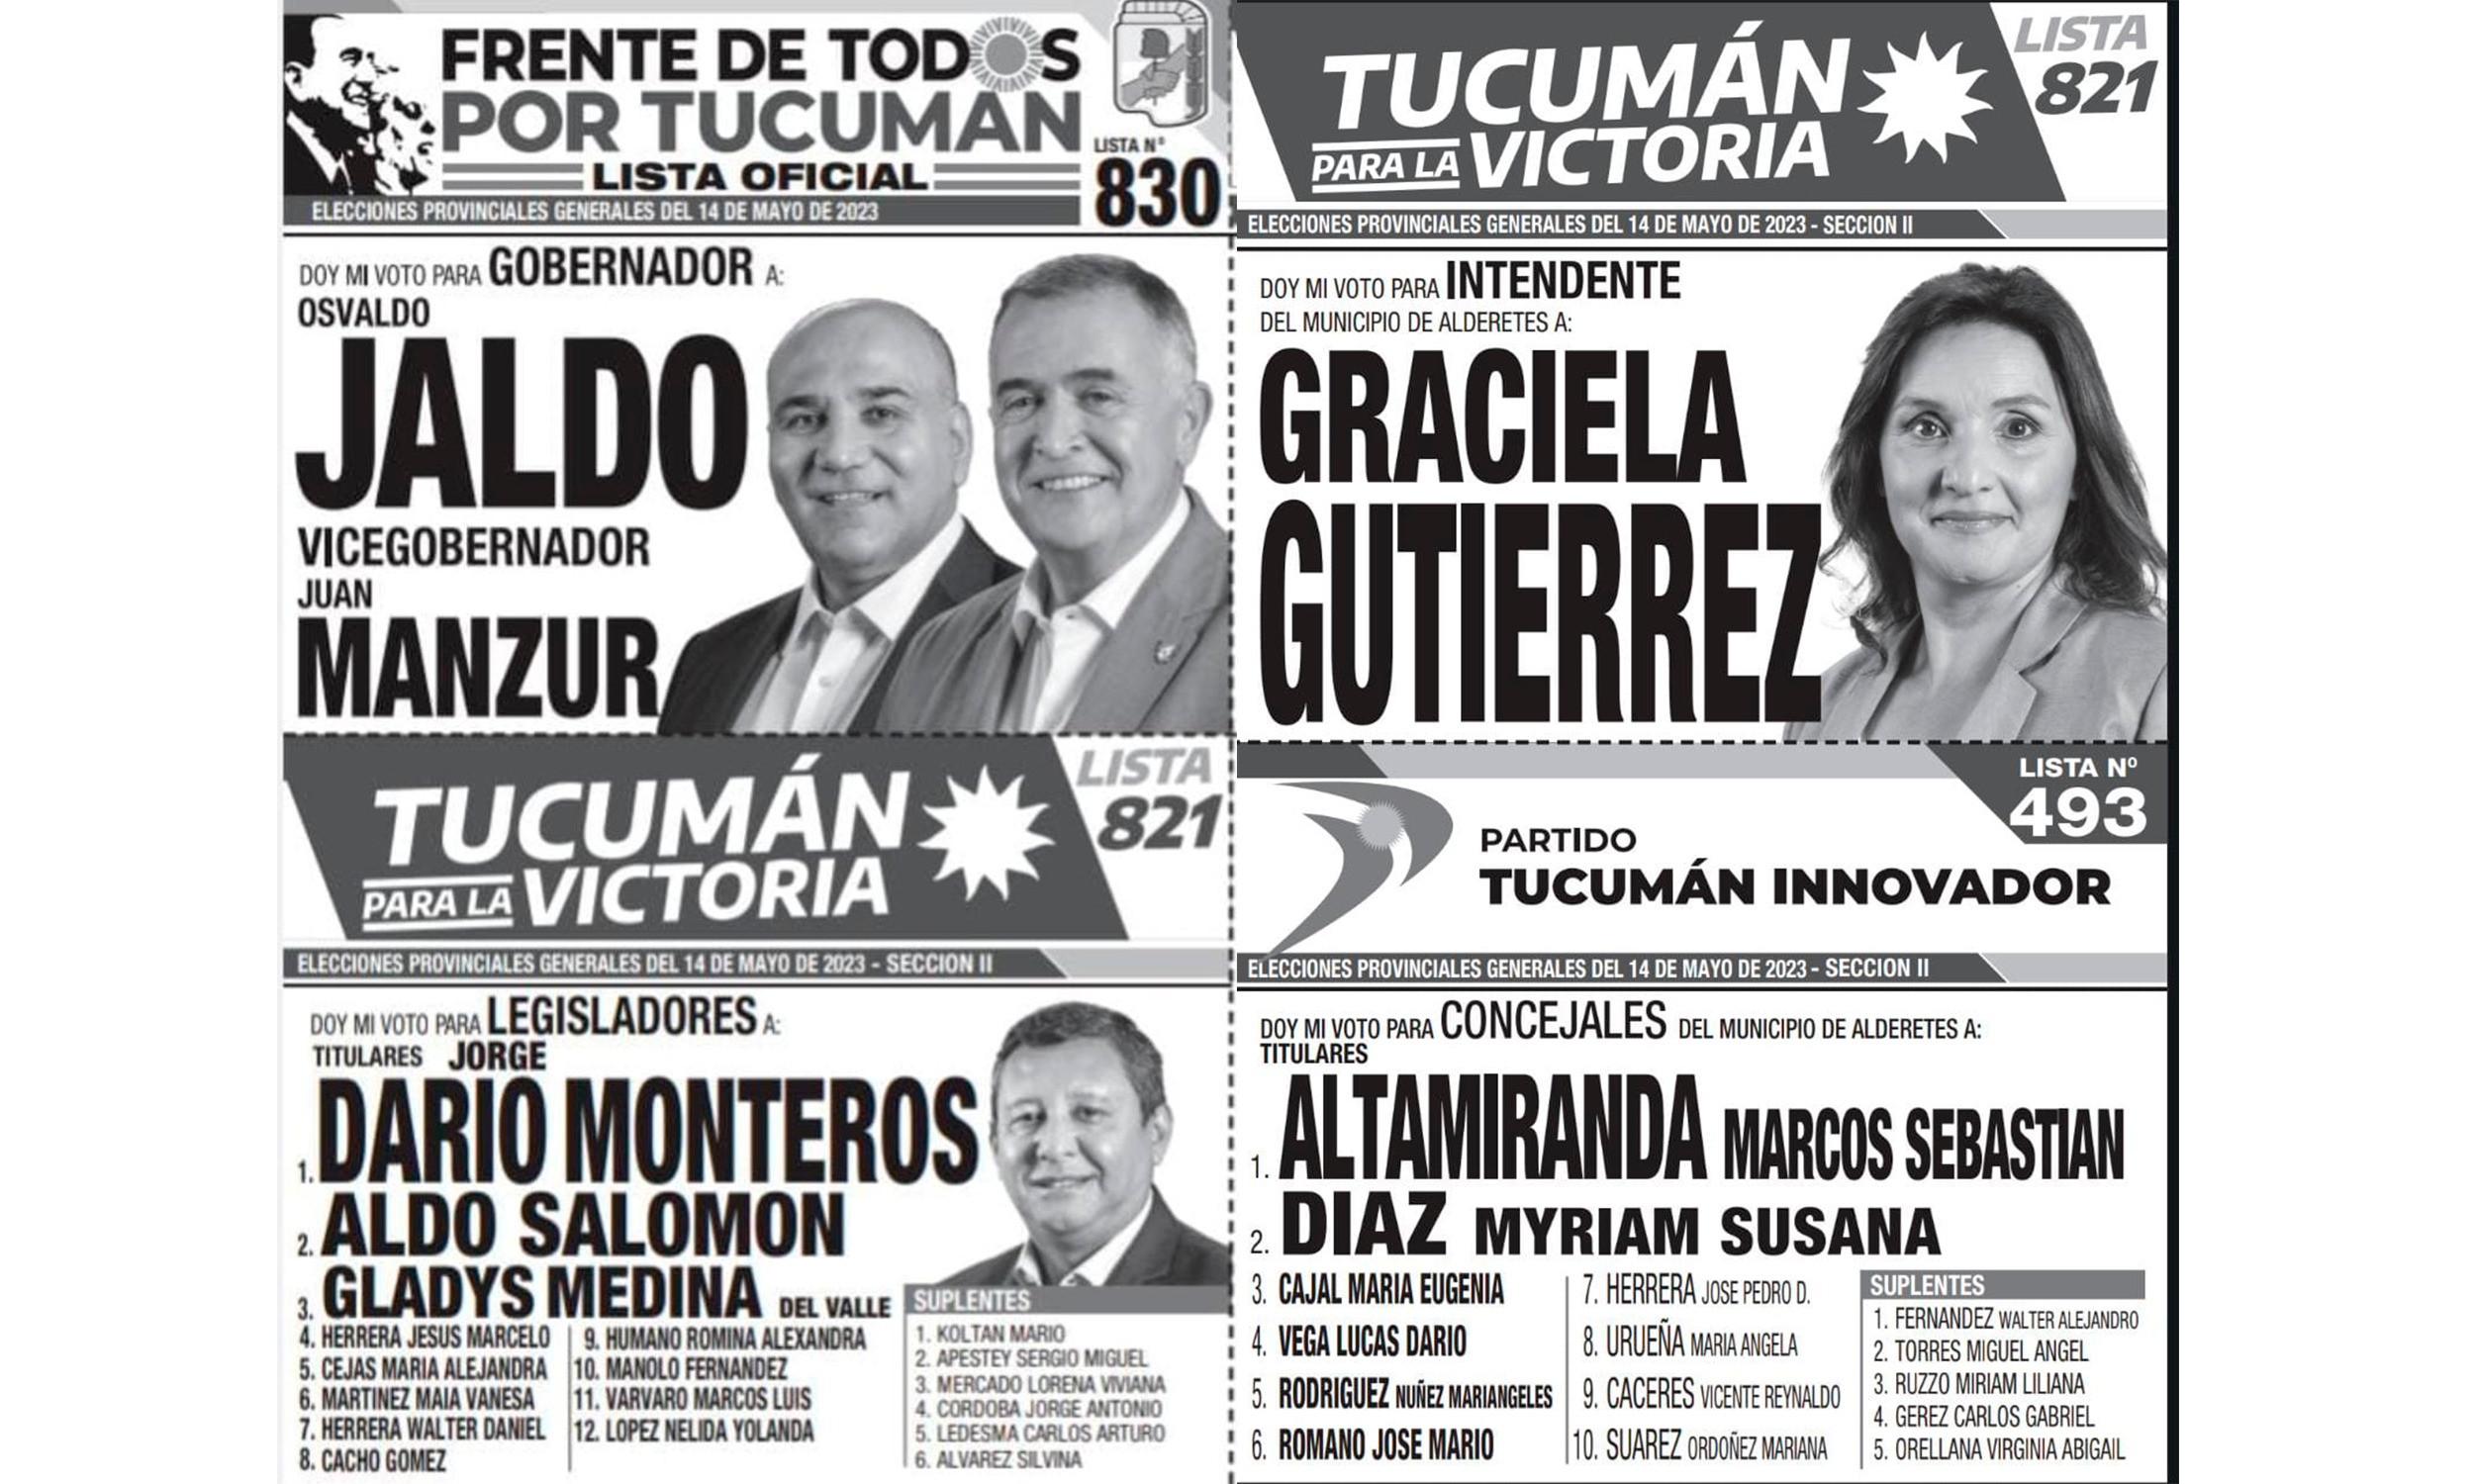 FRENTE DE TODOS
POR TUCUMAN
LISTA OFICIAL
LISTA Nº
830
ELECCIONES PROVINCIALES GENERALES DEL 14 DE MAYO DE 2023
DOY MI VOTO PARA GOBERNADOR A:
OSVALDO
JALDO
VICEGOBERNADOR
JUAN
MANZUR
TUCUMÁN
PARA LA VICTORIA
LISTA
821
ELECCIONES PROVINCIALES GENERALES DEL 14 DE MAYO DE 2023 - SECCION II
DOY MI VOTO PARA LEGISLADORES A:
TITULARES JORGE
1. DARIO MONTEROS
2. ALDO SALOMON
3. GLADYS MEDINA DEL VALLE
4. HERRERA JESUS MARCELO
5. CEJAS MARIA ALEJANDRA
6. MARTINEZ MAIA VANESA
7. HERRERA WALTER DANIEL
8. CACHO GOMEZ
9. HUMANO ROMINA ALEXANDRA
10. MANOLO FERNANDEZ
11. VARVARO MARCOS LUIS
12. LOPEZ NELIDA YOLANDA
SUPLENTES
1. KOLTAN MARIO
2. APESTEY SERGIO MIGUEL
3. MERCADO LORENA VIVIANA
4. CORDOBA JORGE ANTONIO
5. LEDESMA CARLOS ARTURO
6. ALVAREZ SILVINA
TUCUMÁN
PARA LA VICTORIA
LISTA
821
ELECCIONES PROVINCIALES GENERALES DEL 14 DE MAYO DE 2023 - SECCION II
DOY MI VOTO PARA INTENDENTE
DEL MUNICIPIO DE ALDERETES A:
GRACIELA
GUTIERREZ
LISTA Nº
493
PARTIDO
TUCUMÁN INNOVADOR
ELECCIONES PROVINCIALES GENERALES DEL 14 DE MAYO DE 2023 - SECCION II
DOY MI VOTO PARA CONCEJALES DEL MUNICIPIO DE ALDERETES A:
TITULARES
1. ALTAMIRANDA MARCOS SEBASTIAN
2. DIAZ MYRIAM SUSANA
3. CAJAL MARIA EUGENIA
4. VEGA LUCAS DARIO
5. RODRIGUEZ NUÑEZ MARIANGELES
6. ROMANO JOSE MARIO
7. HERRERA JOSE PEDRO D.
8. URUEÑA MARIA ANGELA
9. CACERES VICENTE REYNALDO
10. SUAREZ ORDOÑEZ MARIANA
SUPLENTES
1. FERNANDEZ WALTER ALEJANDRO
2. TORRES MIGUEL ANGEL
3. RUZZO MIRIAM LILIANA
4. GEREZ CARLOS GABRIEL
5. ORELLANA VIRGINIA ABIGAIL